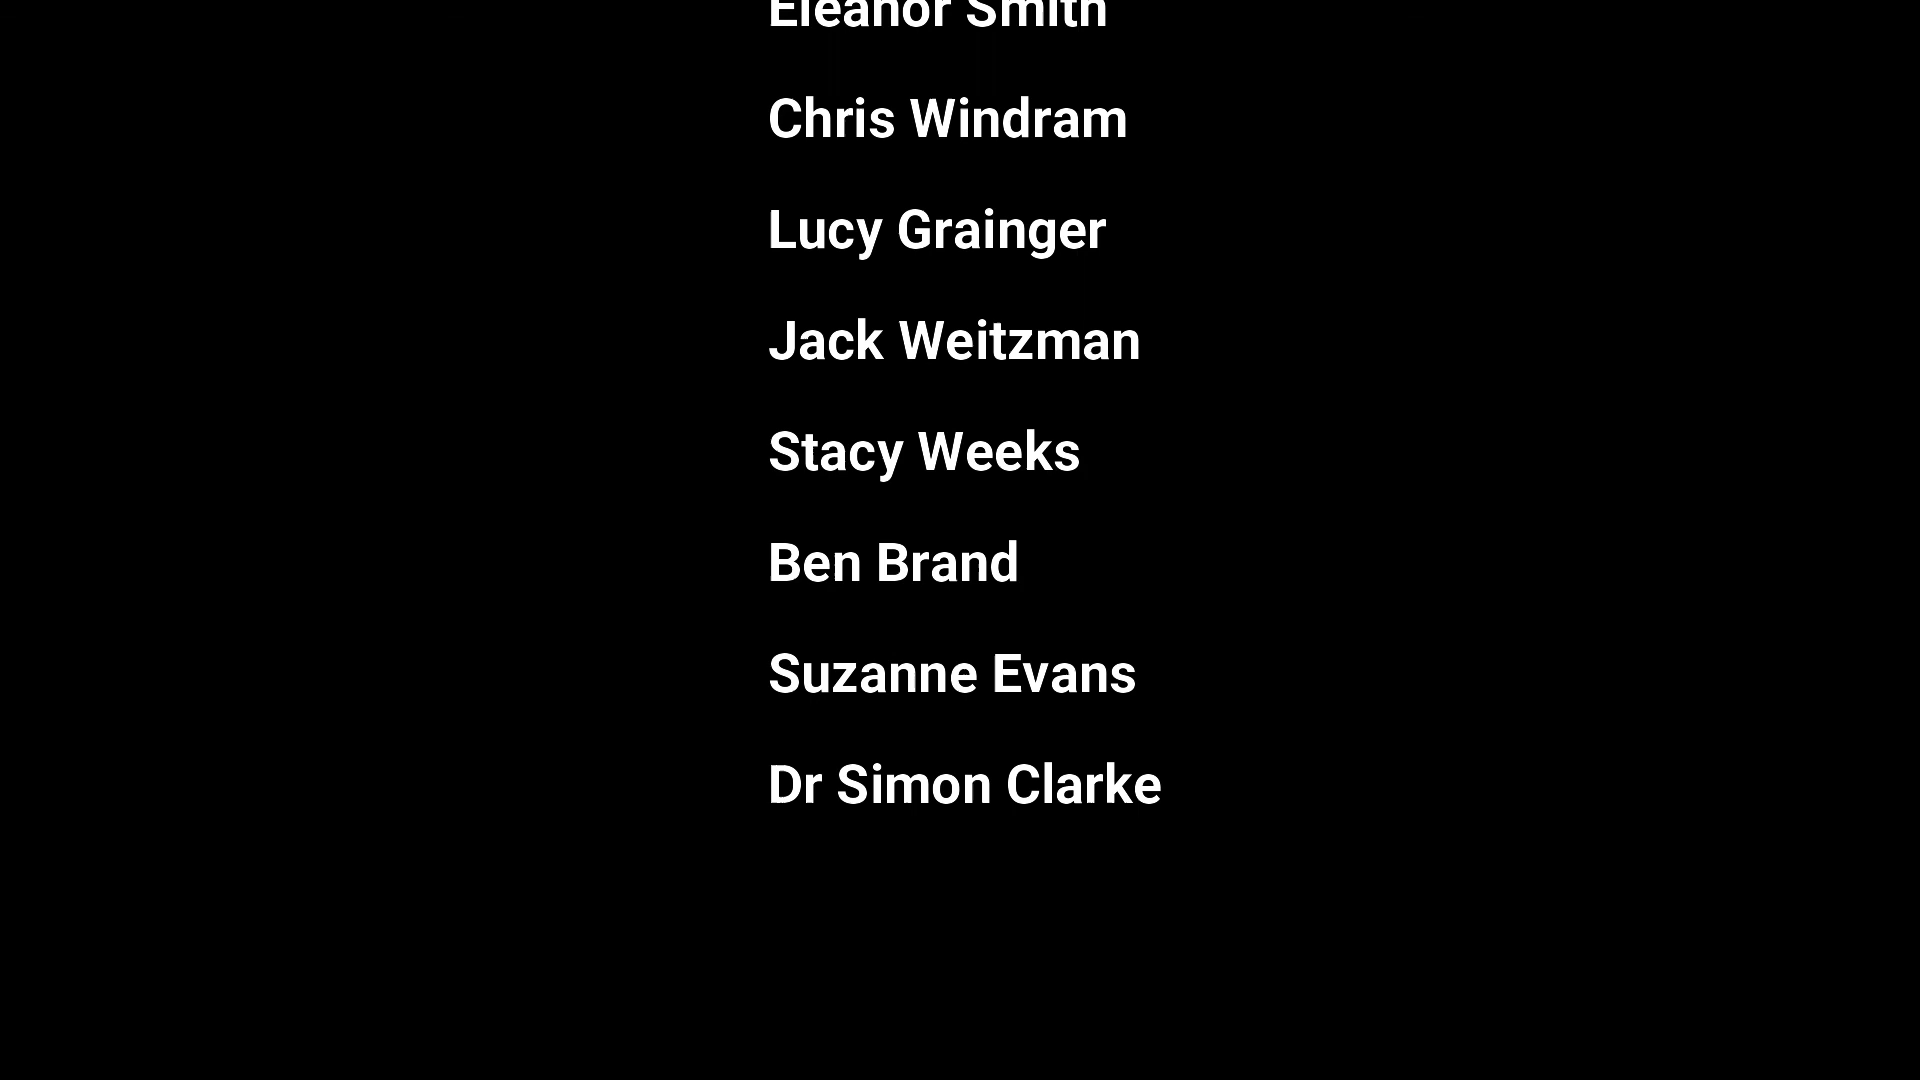 Eleanor Smith
Chris Windram
Lucy Grainger
Jack Weitzman
Stacy Weeks
Ben Brand
Suzanne Evans
Dr Simon Clarke